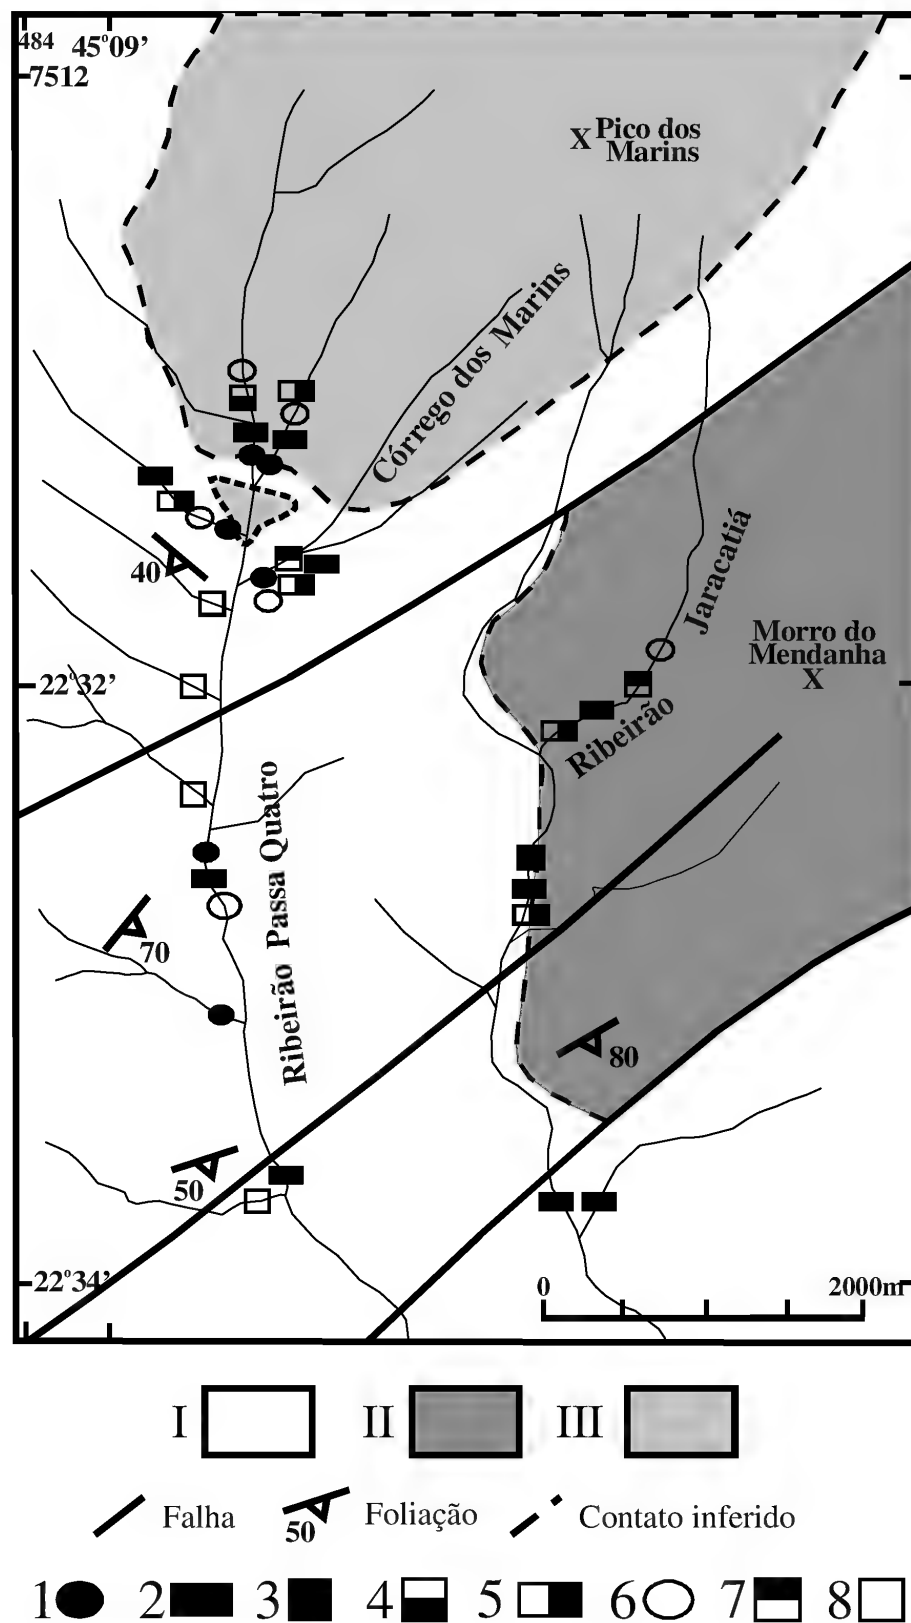 484 45°09’
7512
X Pico dos
Marins
Córrego dos Marins
40
Jaracatiá
Ribeirão
Morro do
Mendanha
X
22°32’
Ribeirão Passa Quatro
70
80
50
22°34’
0 2000m
I II III
Falha 50 Foliação Contato inferido
1 2 3 4 5 6 7 8